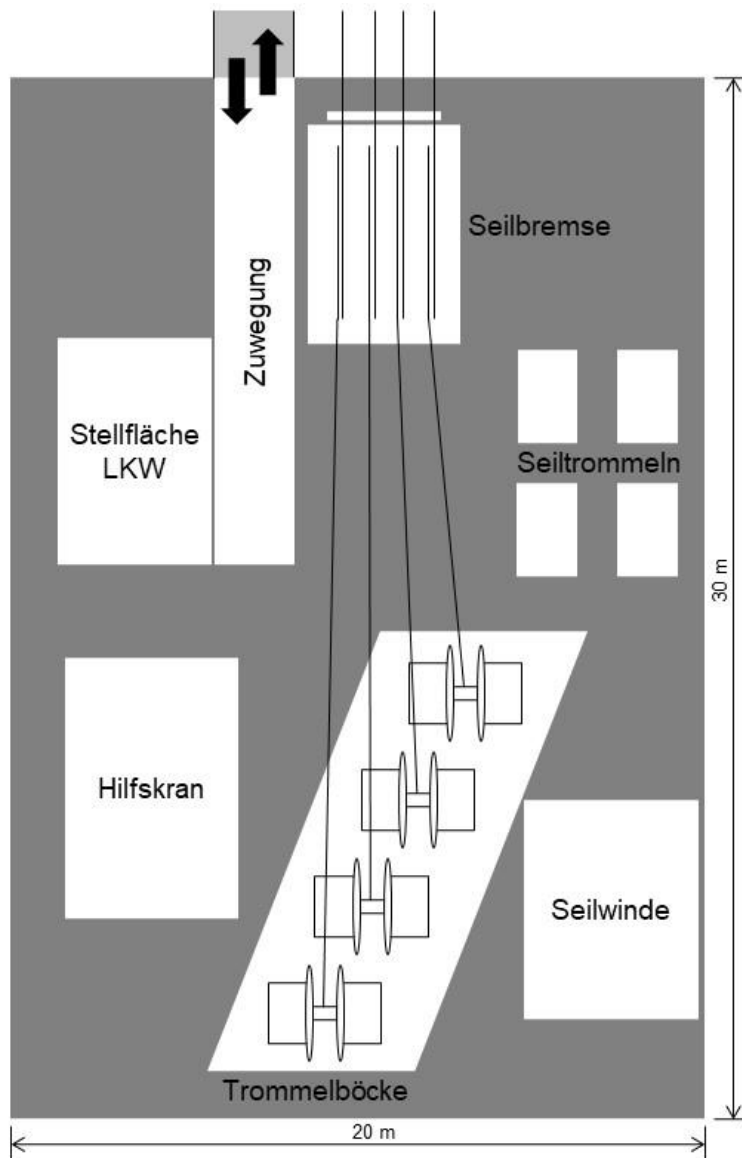 Seilbremse
Zuwegung
Stellfläche
LKW
Seiltrommeln
30 m
Hilfskran
Seilwinde
Trommelböcke
20 m